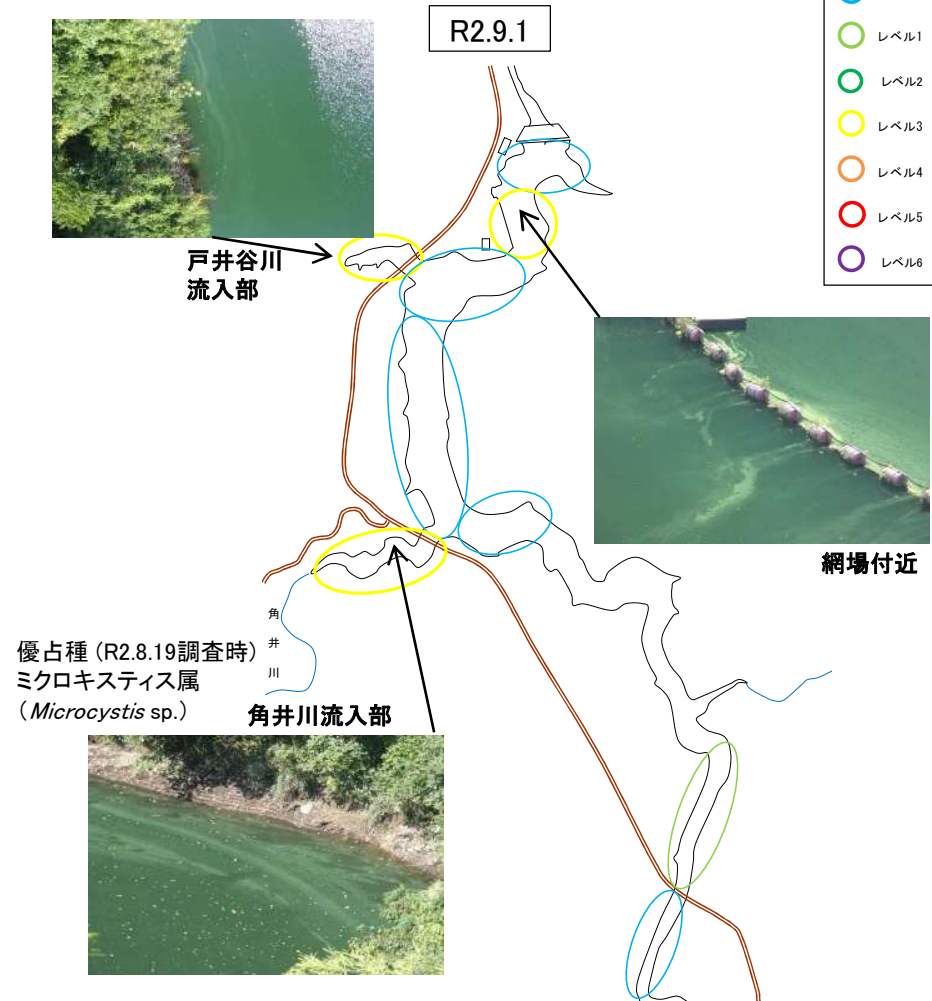 R2.9.1
レベル1
レベル2
レベル3
レベル4
レベル5
レベル6
戸井谷川
流入部
網場付近
角井川
優占種 (R2.8.19調査時)
ミクロキスティス属
(Microcystis sp.)
角井川流入部